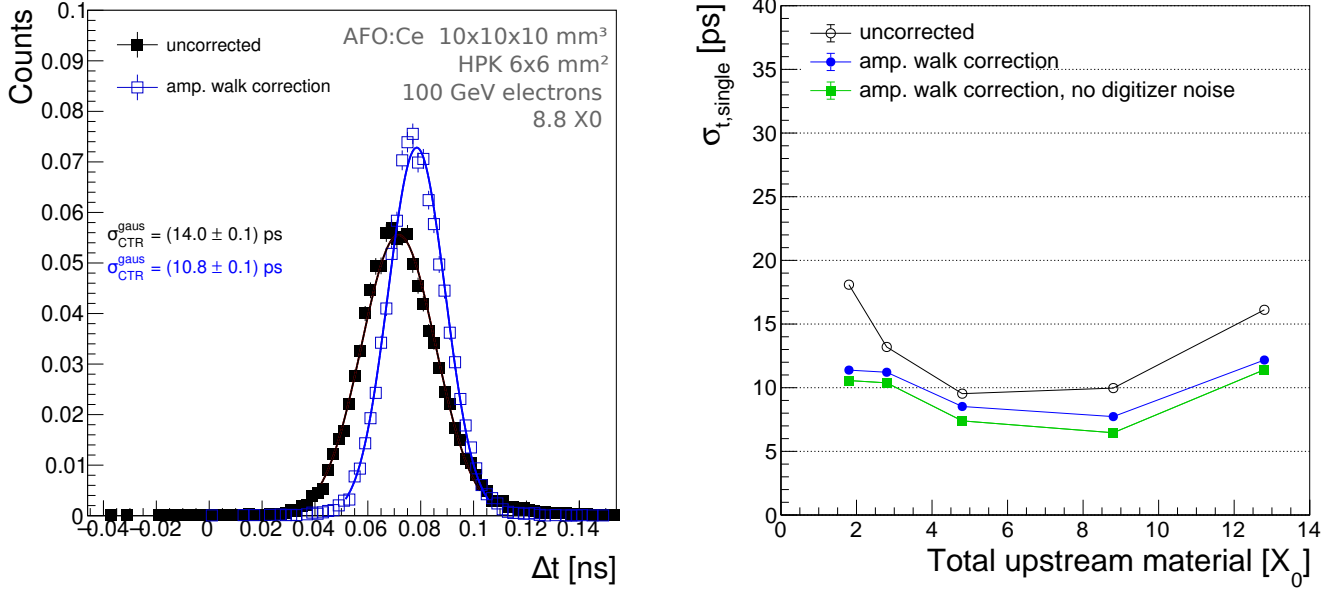 Counts
0.1
0.09
0.08
0.07
0.06
0.05
0.04
0.03
0.02
0.01
0
uncorrected
amp. walk correction
AFO:Ce 10x10x10 mm³
HPK 6x6 mm²
100 GeV electrons
8.8 X0
σ_CTR^gaus = (14.0 ± 0.1) ps
σ_CTR^gaus = (10.8 ± 0.1) ps
−0.04 −0.02 0 0.02 0.04 0.06 0.08 0.1 0.12 0.14
Δt [ns]
σ_t,single [ps]
40
35
30
25
20
15
10
5
0
uncorrected
amp. walk correction
amp. walk correction, no digitizer noise
0 2 4 6 8 10 12 14
Total upstream material [X_0]